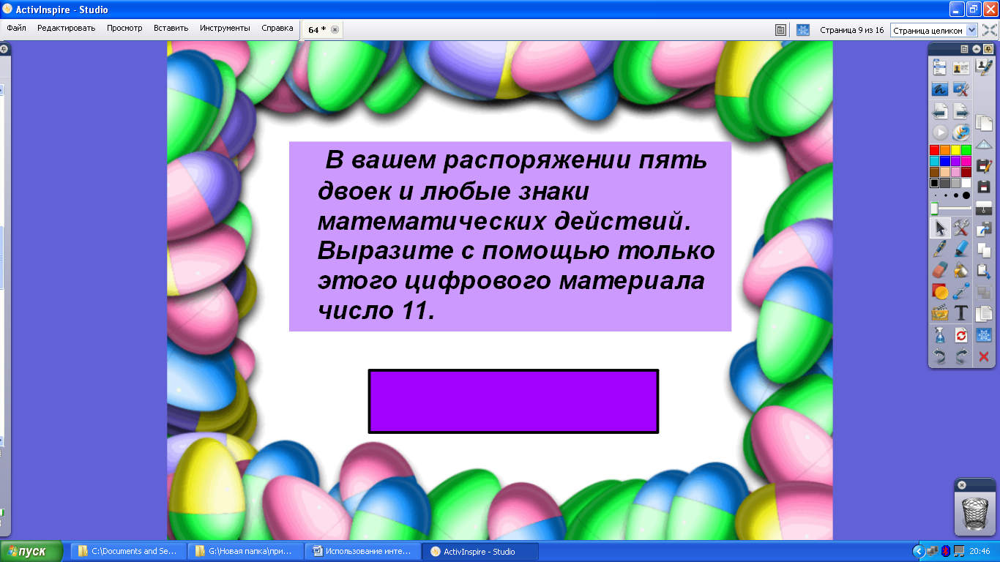 ActivInspire - Studio
Файл Редактировать Просмотр Вставить Инструменты Справка 64 * Страница 9 из 16 Страница целиком
В вашем распоряжении пять
двоек и любые знаки
математических действий.
Выразите с помощью только
этого цифрового материала
число 11.
T
пуск C:\Documents and Se... G:\Новая папка\при... Использование инте... ActivInspire - Studio 20:46